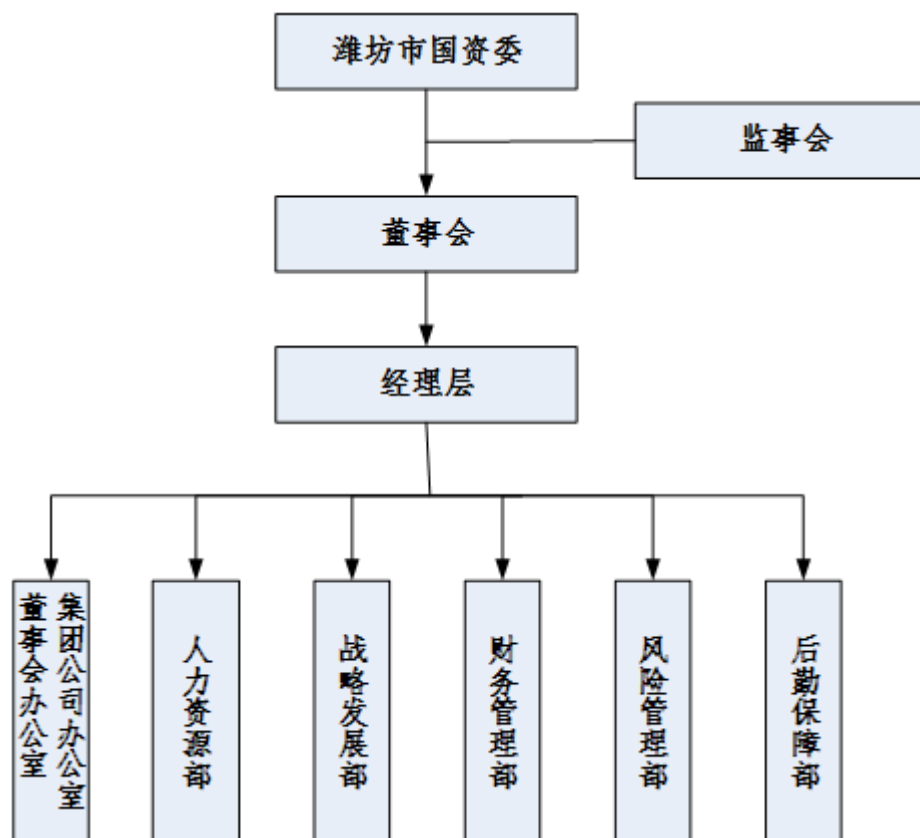 潍坊市国资委
监事会
董事会
经理层
董事会办公室
集团公司办公室
人力资源部
战略发展部
财务管理部
风险管理部
后勤保障部